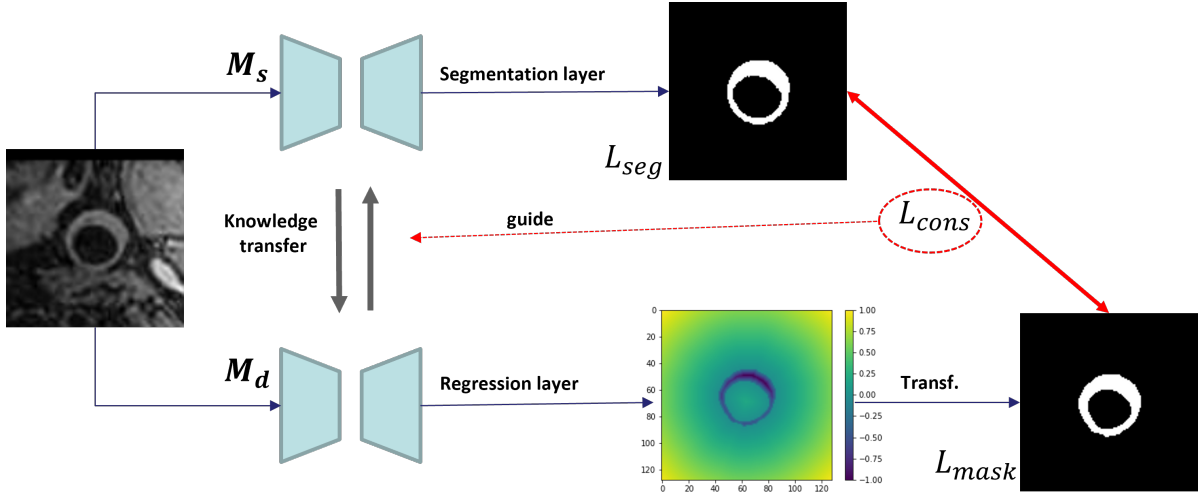 M_s
Segmentation layer
L_seg
Knowledge
transfer
guide
L_cons
M_d
Regression layer
Transf.
L_mask
0
20
40
60
80
100
120
0
20
40
60
80
100
120
1.00
0.75
0.50
0.25
0.00
−0.25
−0.50
−0.75
−1.00